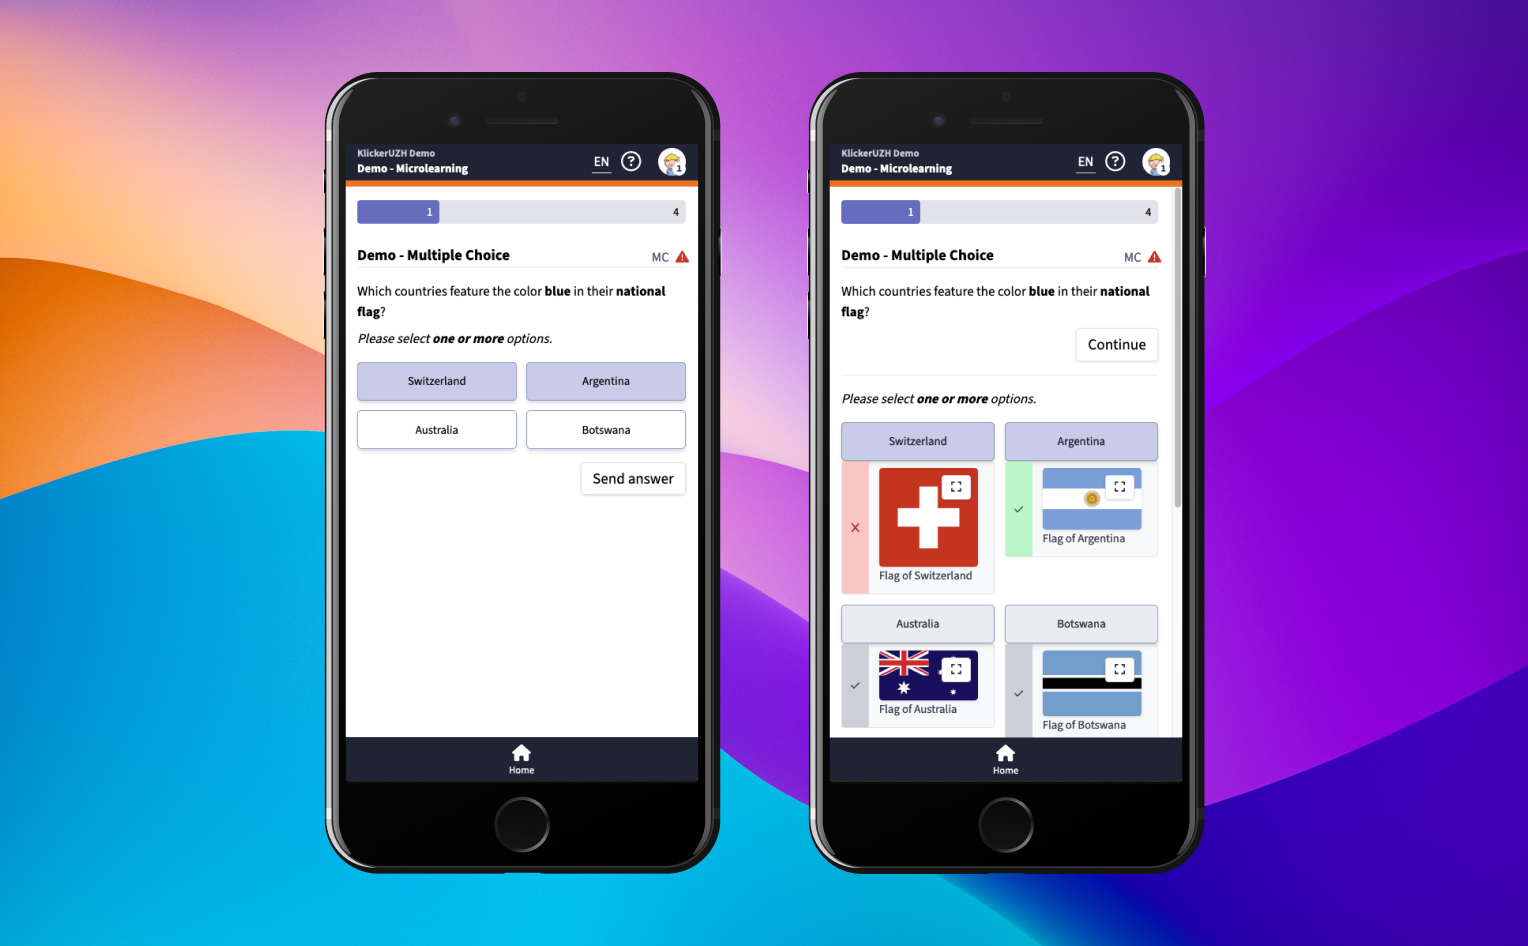 KlickerUZH Demo
Demo - Microlearning
EN
?
1
1
4
Demo - Multiple Choice
MC
Which countries feature the color blue in their national
flag?
Please select one or more options.
Switzerland
Argentina
Australia
Botswana
Send answer
Home
KlickerUZH Demo
Demo - Microlearning
EN
?
1
1
4
Demo - Multiple Choice
MC
Which countries feature the color blue in their national
flag?
Continue
Please select one or more options.
Switzerland
Argentina
Flag of Switzerland
Flag of Argentina
Australia
Botswana
Flag of Australia
Flag of Botswana
Home